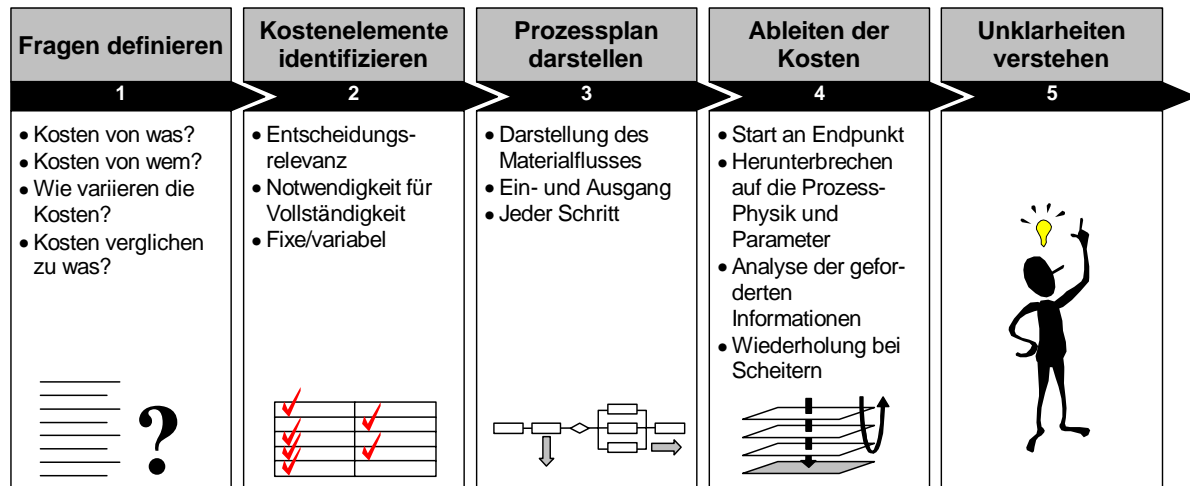 Fragen definieren
1
• Kosten von was?
• Kosten von wem?
• Wie variieren die
Kosten?
• Kosten verglichen
zu was?
?
Kostenelemente
identifizieren
2
• Entscheidungs-
relevanz
• Notwendigkeit für
Vollständigkeit
• Fixe/variabel
Prozessplan
darstellen
3
• Darstellung des
Materialflusses
• Ein- und Ausgang
• Jeder Schritt
Ableiten der
Kosten
4
• Start an Endpunkt
• Herunterbrechen
auf die Prozess-
Physik und
Parameter
• Analyse der gefor-
derten
Informationen
• Wiederholung bei
Scheitern
Unklarheiten
verstehen
5